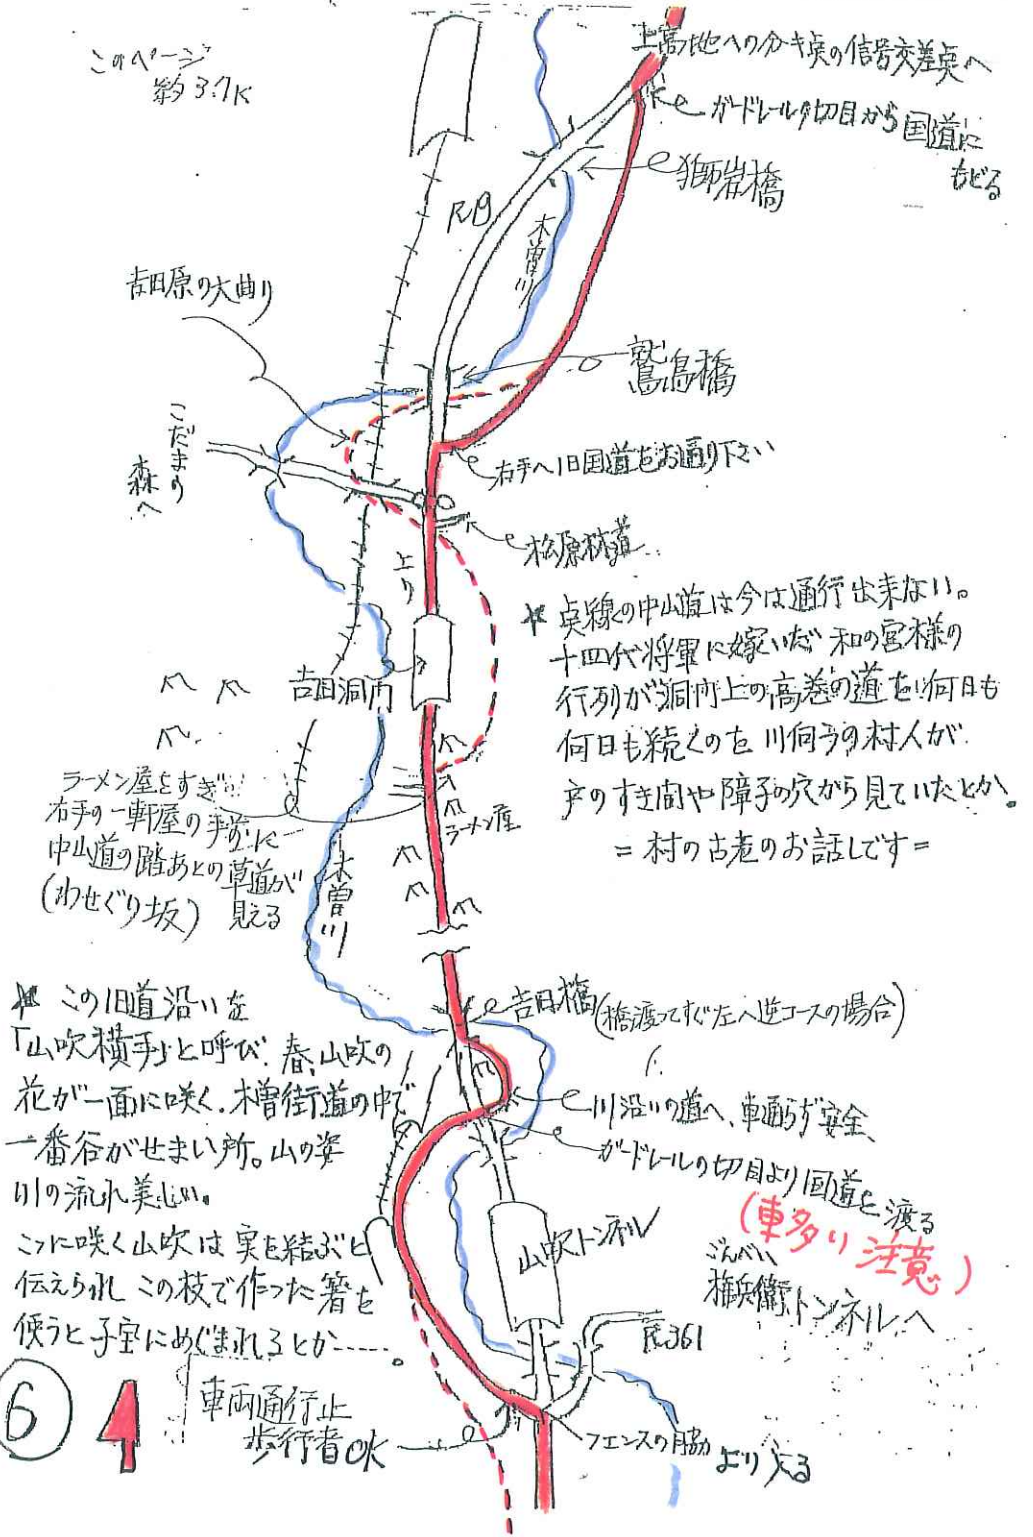 このページ
約3.7K
上高地への分キ点の信号交差点へ
ガードレールの切目から国道に
もどる
獅岩橋
R19
木曽川
吉田原の大曲り
鷲鳥橋
こだまの
森へ
右手へ旧国道をお通り下さい
松原林道
上り
吉田洞門
★ 点線の中山道は今は通行出来ない。
十四代将軍に嫁いだ和の宮様の
行列が洞門上の高巻の道を何日も
何日も続くのを川向うの村人が
戸のすき間や障子の穴から見ていたとか。
=村の古老のお話しです=
ラーメン屋をすぎ
右手の一軒屋の手前に
中山道の踏あとの草道が
(わせぐり坂) 見える
ラーメン屋
木曽川
★ この旧道沿いを
「山吹横手」と呼び、春、山吹の
花が一面に咲く。木曽街道の中で
一番谷がせまい所。山の姿
川の流れ美しい。
ここに咲く山吹は実を結ぶと
伝えられ この枝で作った箸を
使うと子宝にめぐまれるとか-----。
吉田橋(橋渡ってすぐ左へ逆コースの場合)
川沿いの道へ、車通らず安全、
ガードレールの切目より国道を渡る
(車多い注意)
山吹トンネル
ごんべい
権兵衛トンネルへ
R361
車両通行止
歩行者OK
フェンスの脇より入る
6